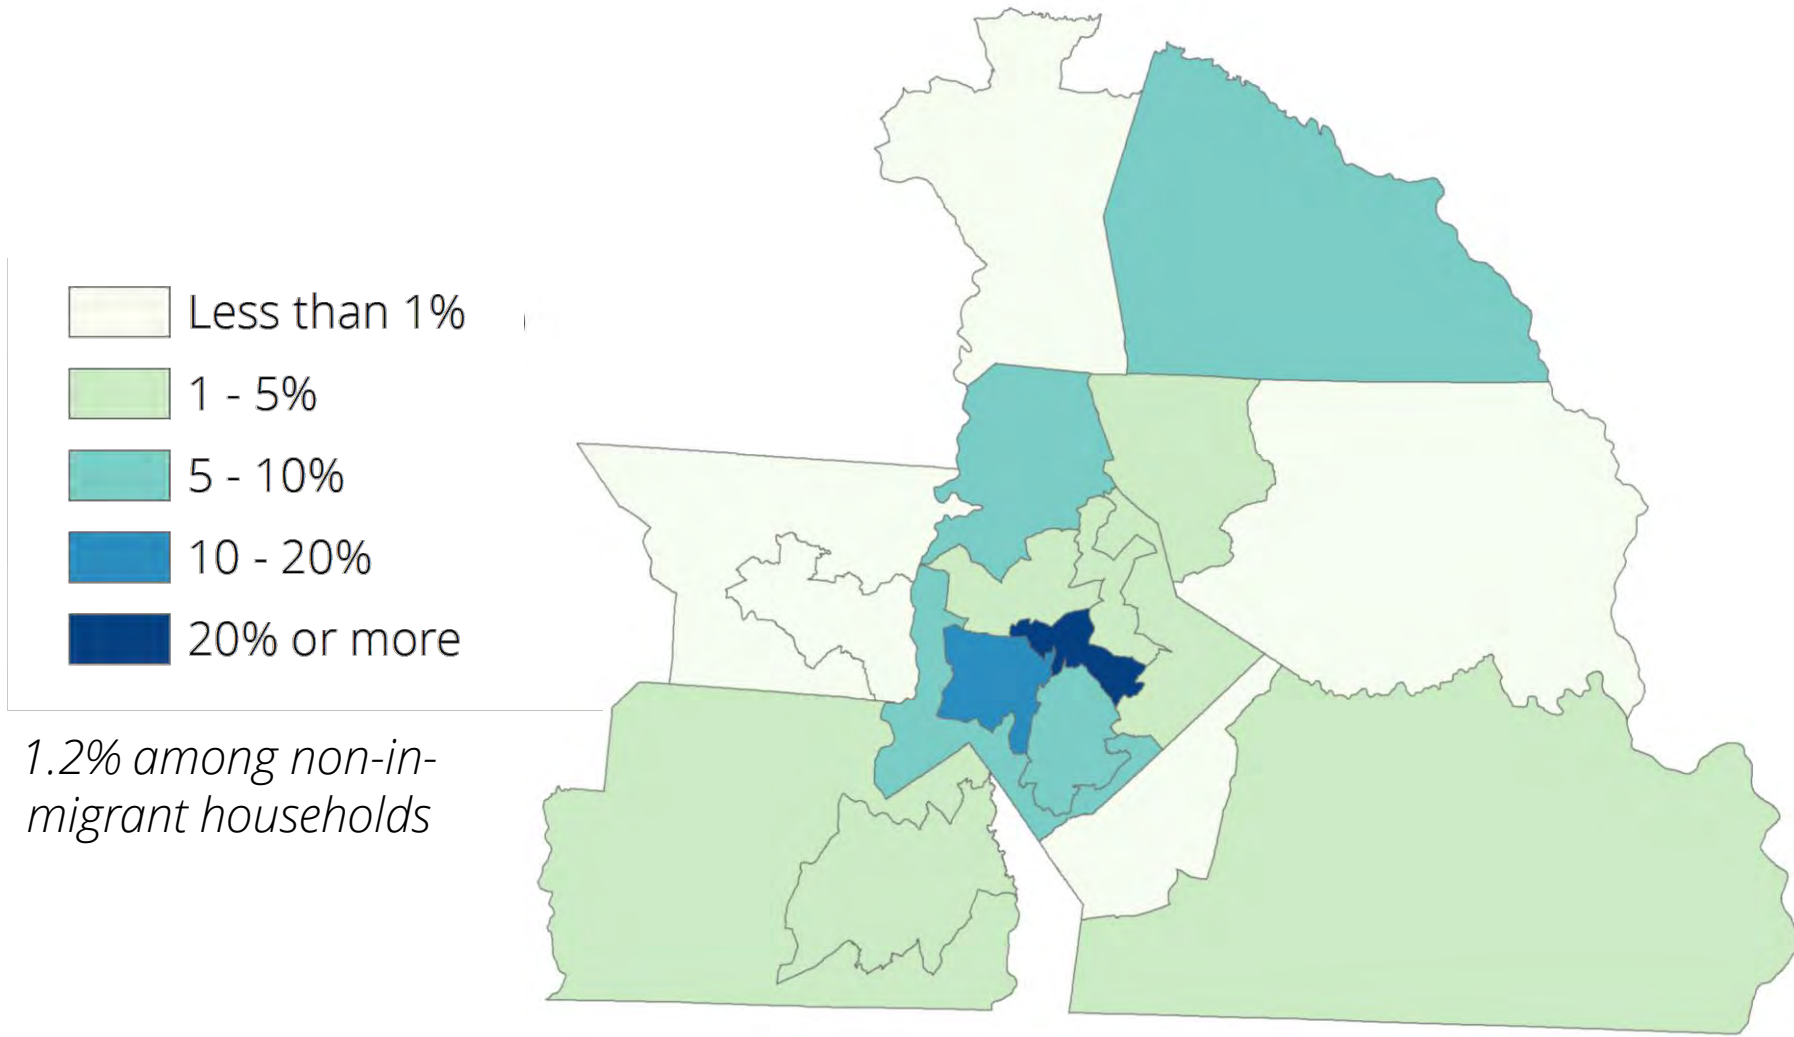 Less than 1%
1 - 5%
5 - 10%
10 - 20%
20% or more
1.2% among non-in-
migrant households